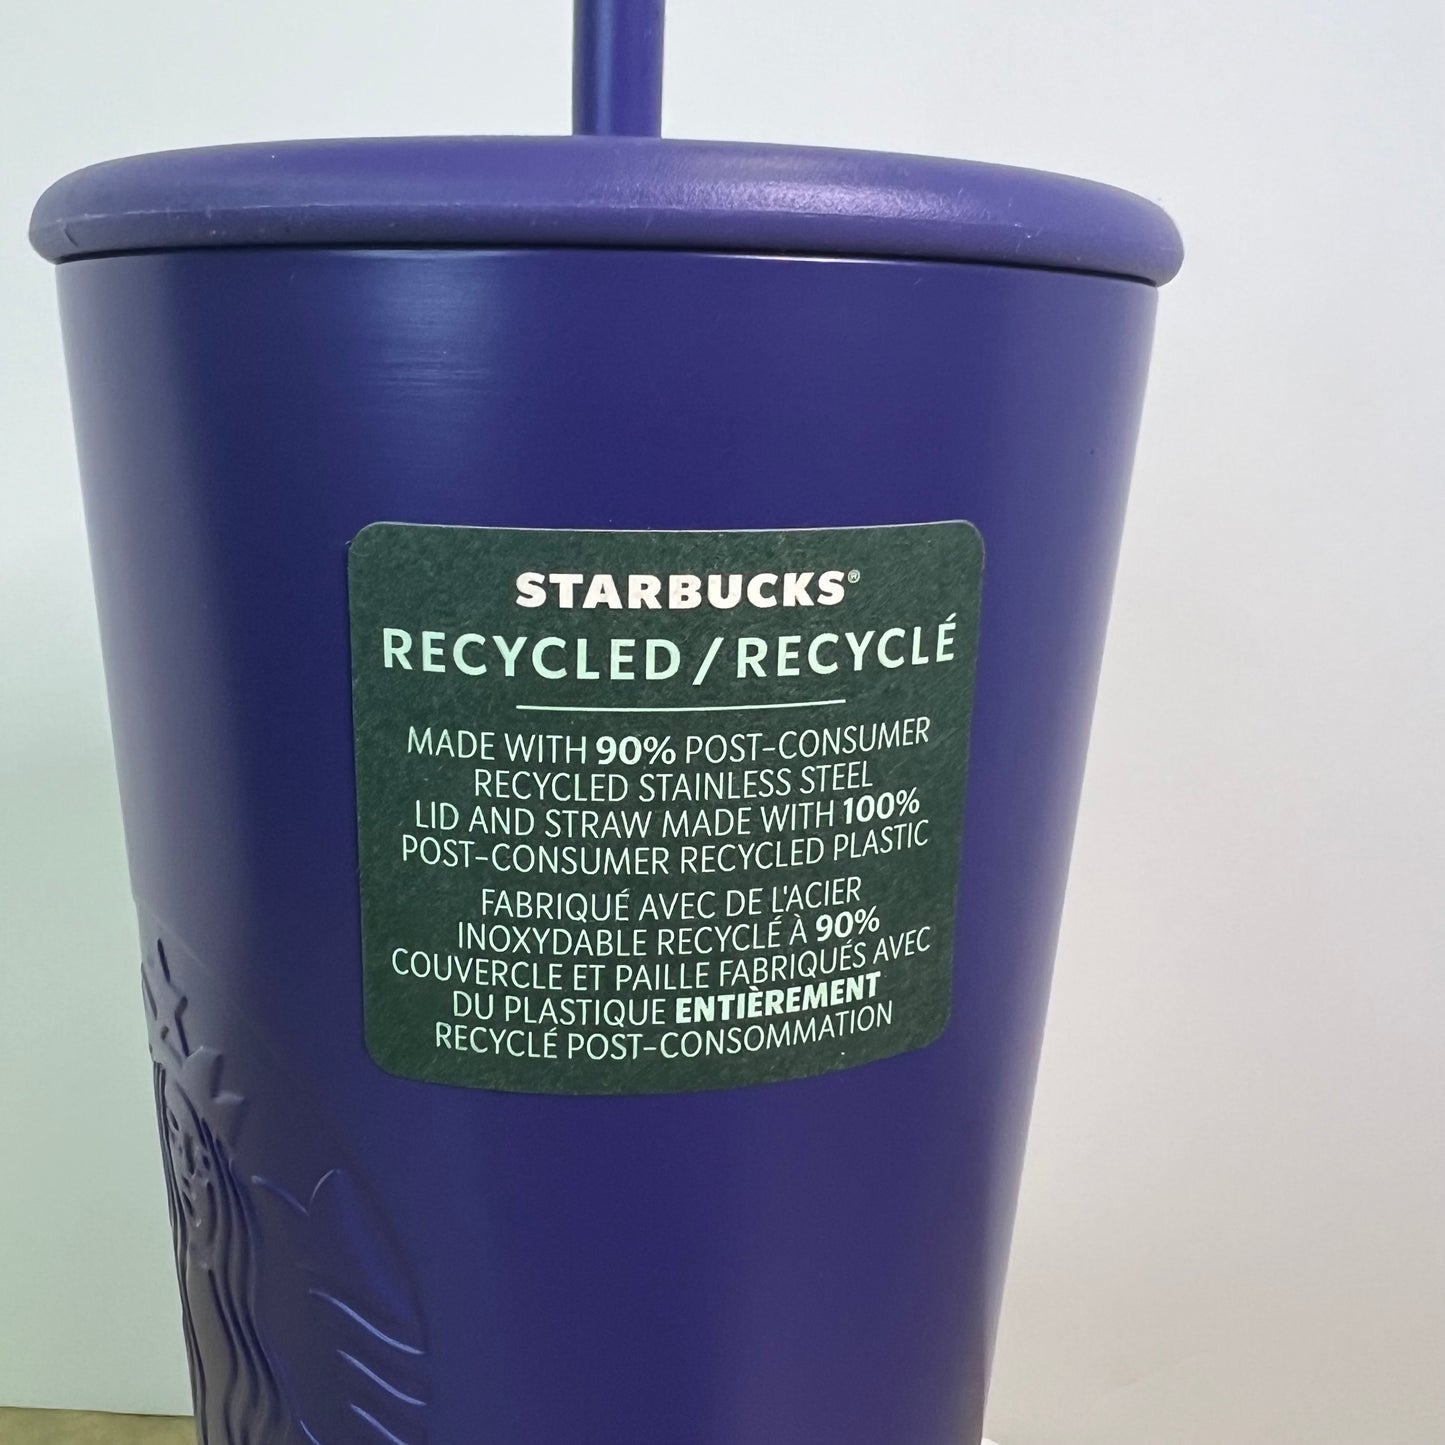 STARBUCKS®
RECYCLED / RECYCLÉ
MADE WITH 90% POST-CONSUMER
RECYCLED STAINLESS STEEL
LID AND STRAW MADE WITH 100%
POST-CONSUMER RECYCLED PLASTIC
FABRIQUÉ AVEC DE L'ACIER
INOXYDABLE RECYCLÉ À 90%
COUVERCLE ET PAILLE FABRIQUÉS AVEC
DU PLASTIQUE ENTIÈREMENT
RECYCLÉ POST-CONSOMMATION